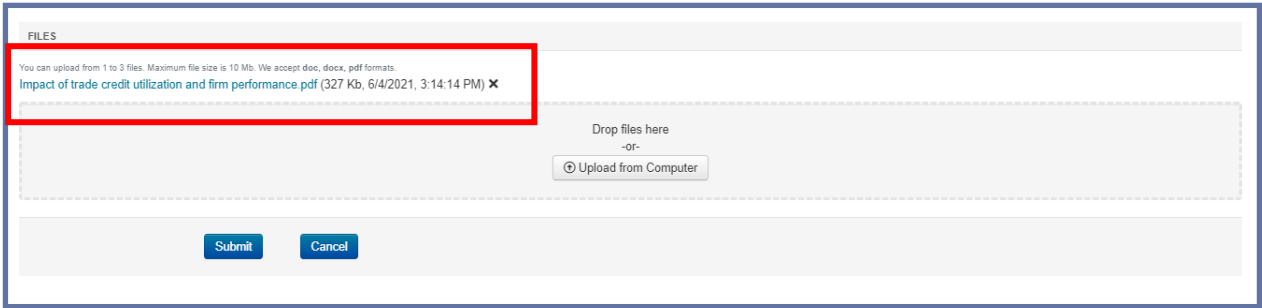 FILES
You can upload from 1 to 3 files. Maximum file size is 10 Mb. We accept doc, docx, pdf formats.
Impact of trade credit utilization and firm performance.pdf (327 Kb, 6/4/2021, 3:14:14 PM) ✕
Drop files here
-or-
Upload from Computer
Submit Cancel